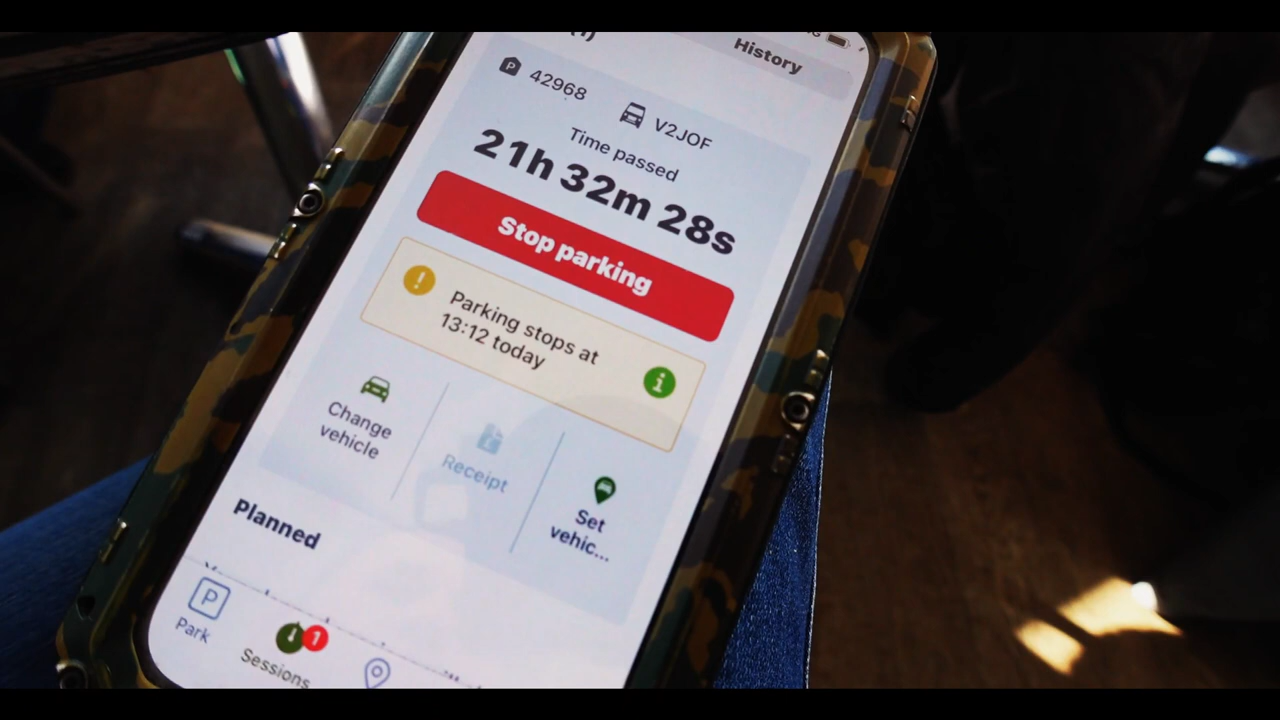 History
42968
V2JOF
Time passed
21h 32m 28s
Stop parking
Parking stops at
13:12 today
Change
vehicle
Receipt
Set
vehic...
Planned
P
Park
1
Sessions